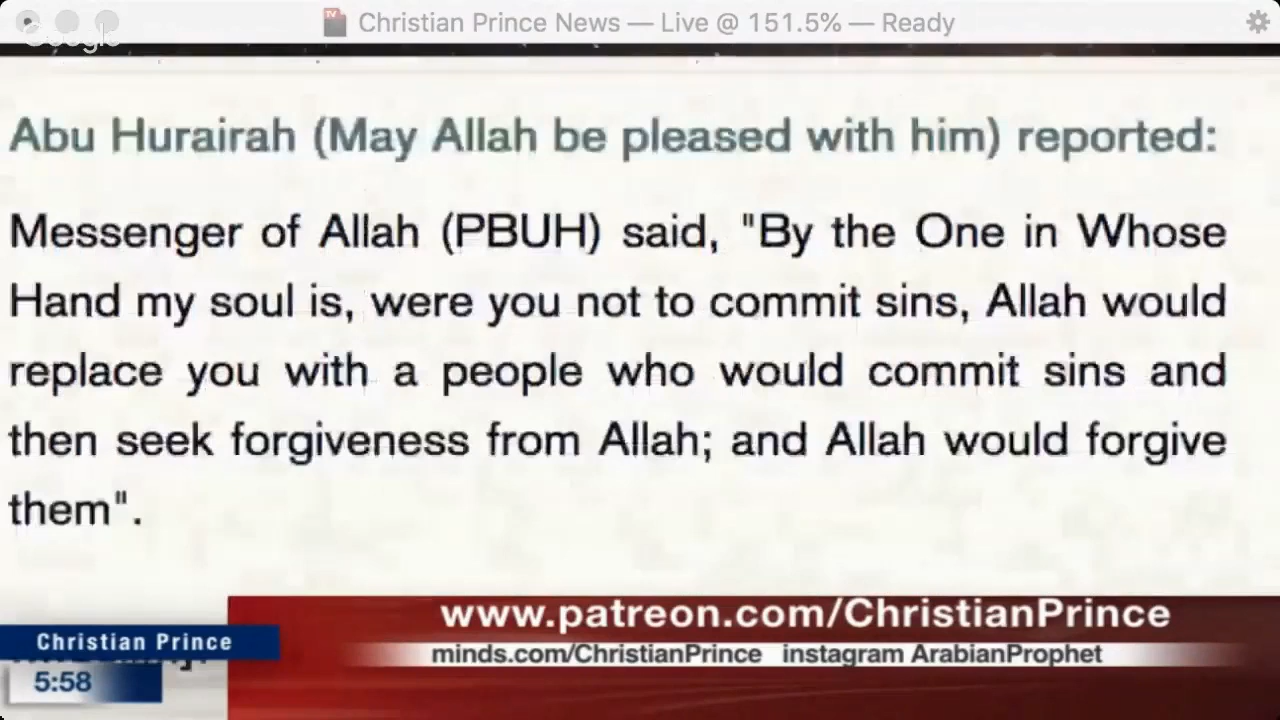 Christian Prince News — Live @ 151.5% — Ready
Google
Abu Hurairah (May Allah be pleased with him) reported:
Messenger of Allah (PBUH) said, "By the One in Whose
Hand my soul is, were you not to commit sins, Allah would
replace you with a people who would commit sins and
then seek forgiveness from Allah; and Allah would forgive
them".
www.patreon.com/ChristianPrince
Christian Prince
minds.com/ChristianPrince instagram ArabianProphet
5:58